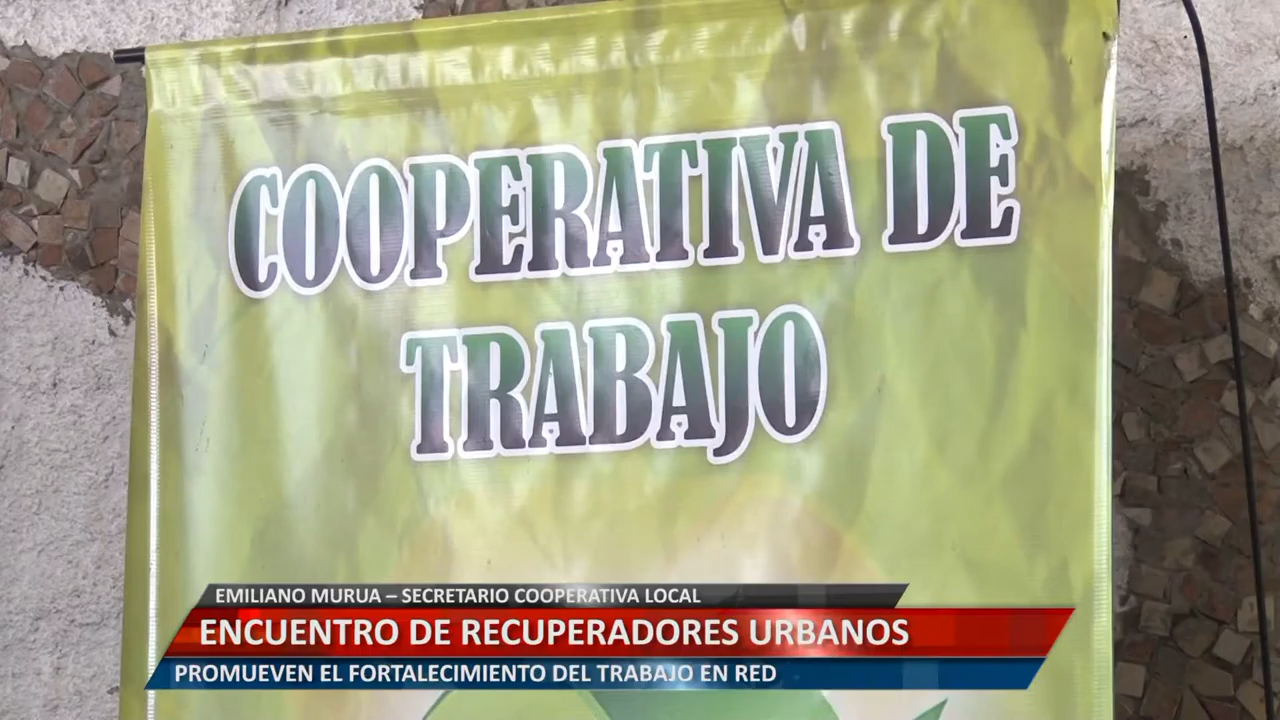 COOPERATIVA DE
TRABAJO
EMILIANO MURUA – SECRETARIO COOPERATIVA LOCAL
ENCUENTRO DE RECUPERADORES URBANOS
PROMUEVEN EL FORTALECIMIENTO DEL TRABAJO EN RED